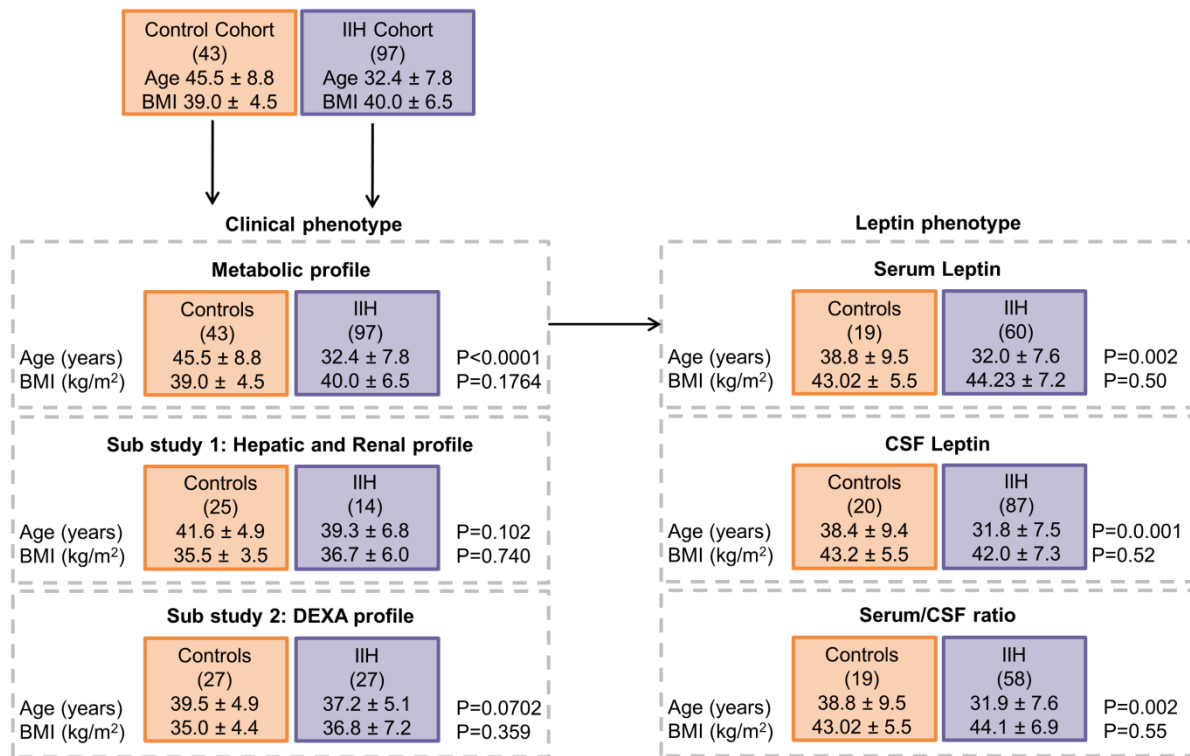 Control Cohort
(43)
Age 45.5 ± 8.8
BMI 39.0 ± 4.5
IIH Cohort
(97)
Age 32.4 ± 7.8
BMI 40.0 ± 6.5
Clinical phenotype
Metabolic profile
Controls
(43)
IIH
(97)
Age (years) 45.5 ± 8.8 32.4 ± 7.8 P<0.0001
BMI (kg/m²) 39.0 ± 4.5 40.0 ± 6.5 P=0.1764
Sub study 1: Hepatic and Renal profile
Controls
(25)
IIH
(14)
Age (years) 41.6 ± 4.9 39.3 ± 6.8 P=0.102
BMI (kg/m²) 35.5 ± 3.5 36.7 ± 6.0 P=0.740
Sub study 2: DEXA profile
Controls
(27)
IIH
(27)
Age (years) 39.5 ± 4.9 37.2 ± 5.1 P=0.0702
BMI (kg/m²) 35.0 ± 4.4 36.8 ± 7.2 P=0.359
Leptin phenotype
Serum Leptin
Controls
(19)
IIH
(60)
Age (years) 38.8 ± 9.5 32.0 ± 7.6 P=0.002
BMI (kg/m²) 43.02 ± 5.5 44.23 ± 7.2 P=0.50
CSF Leptin
Controls
(20)
IIH
(87)
Age (years) 38.4 ± 9.4 31.8 ± 7.5 P=0.0.001
BMI (kg/m²) 43.2 ± 5.5 42.0 ± 7.3 P=0.52
Serum/CSF ratio
Controls
(19)
IIH
(58)
Age (years) 38.8 ± 9.5 31.9 ± 7.6 P=0.002
BMI (kg/m²) 43.02 ± 5.5 44.1 ± 6.9 P=0.55